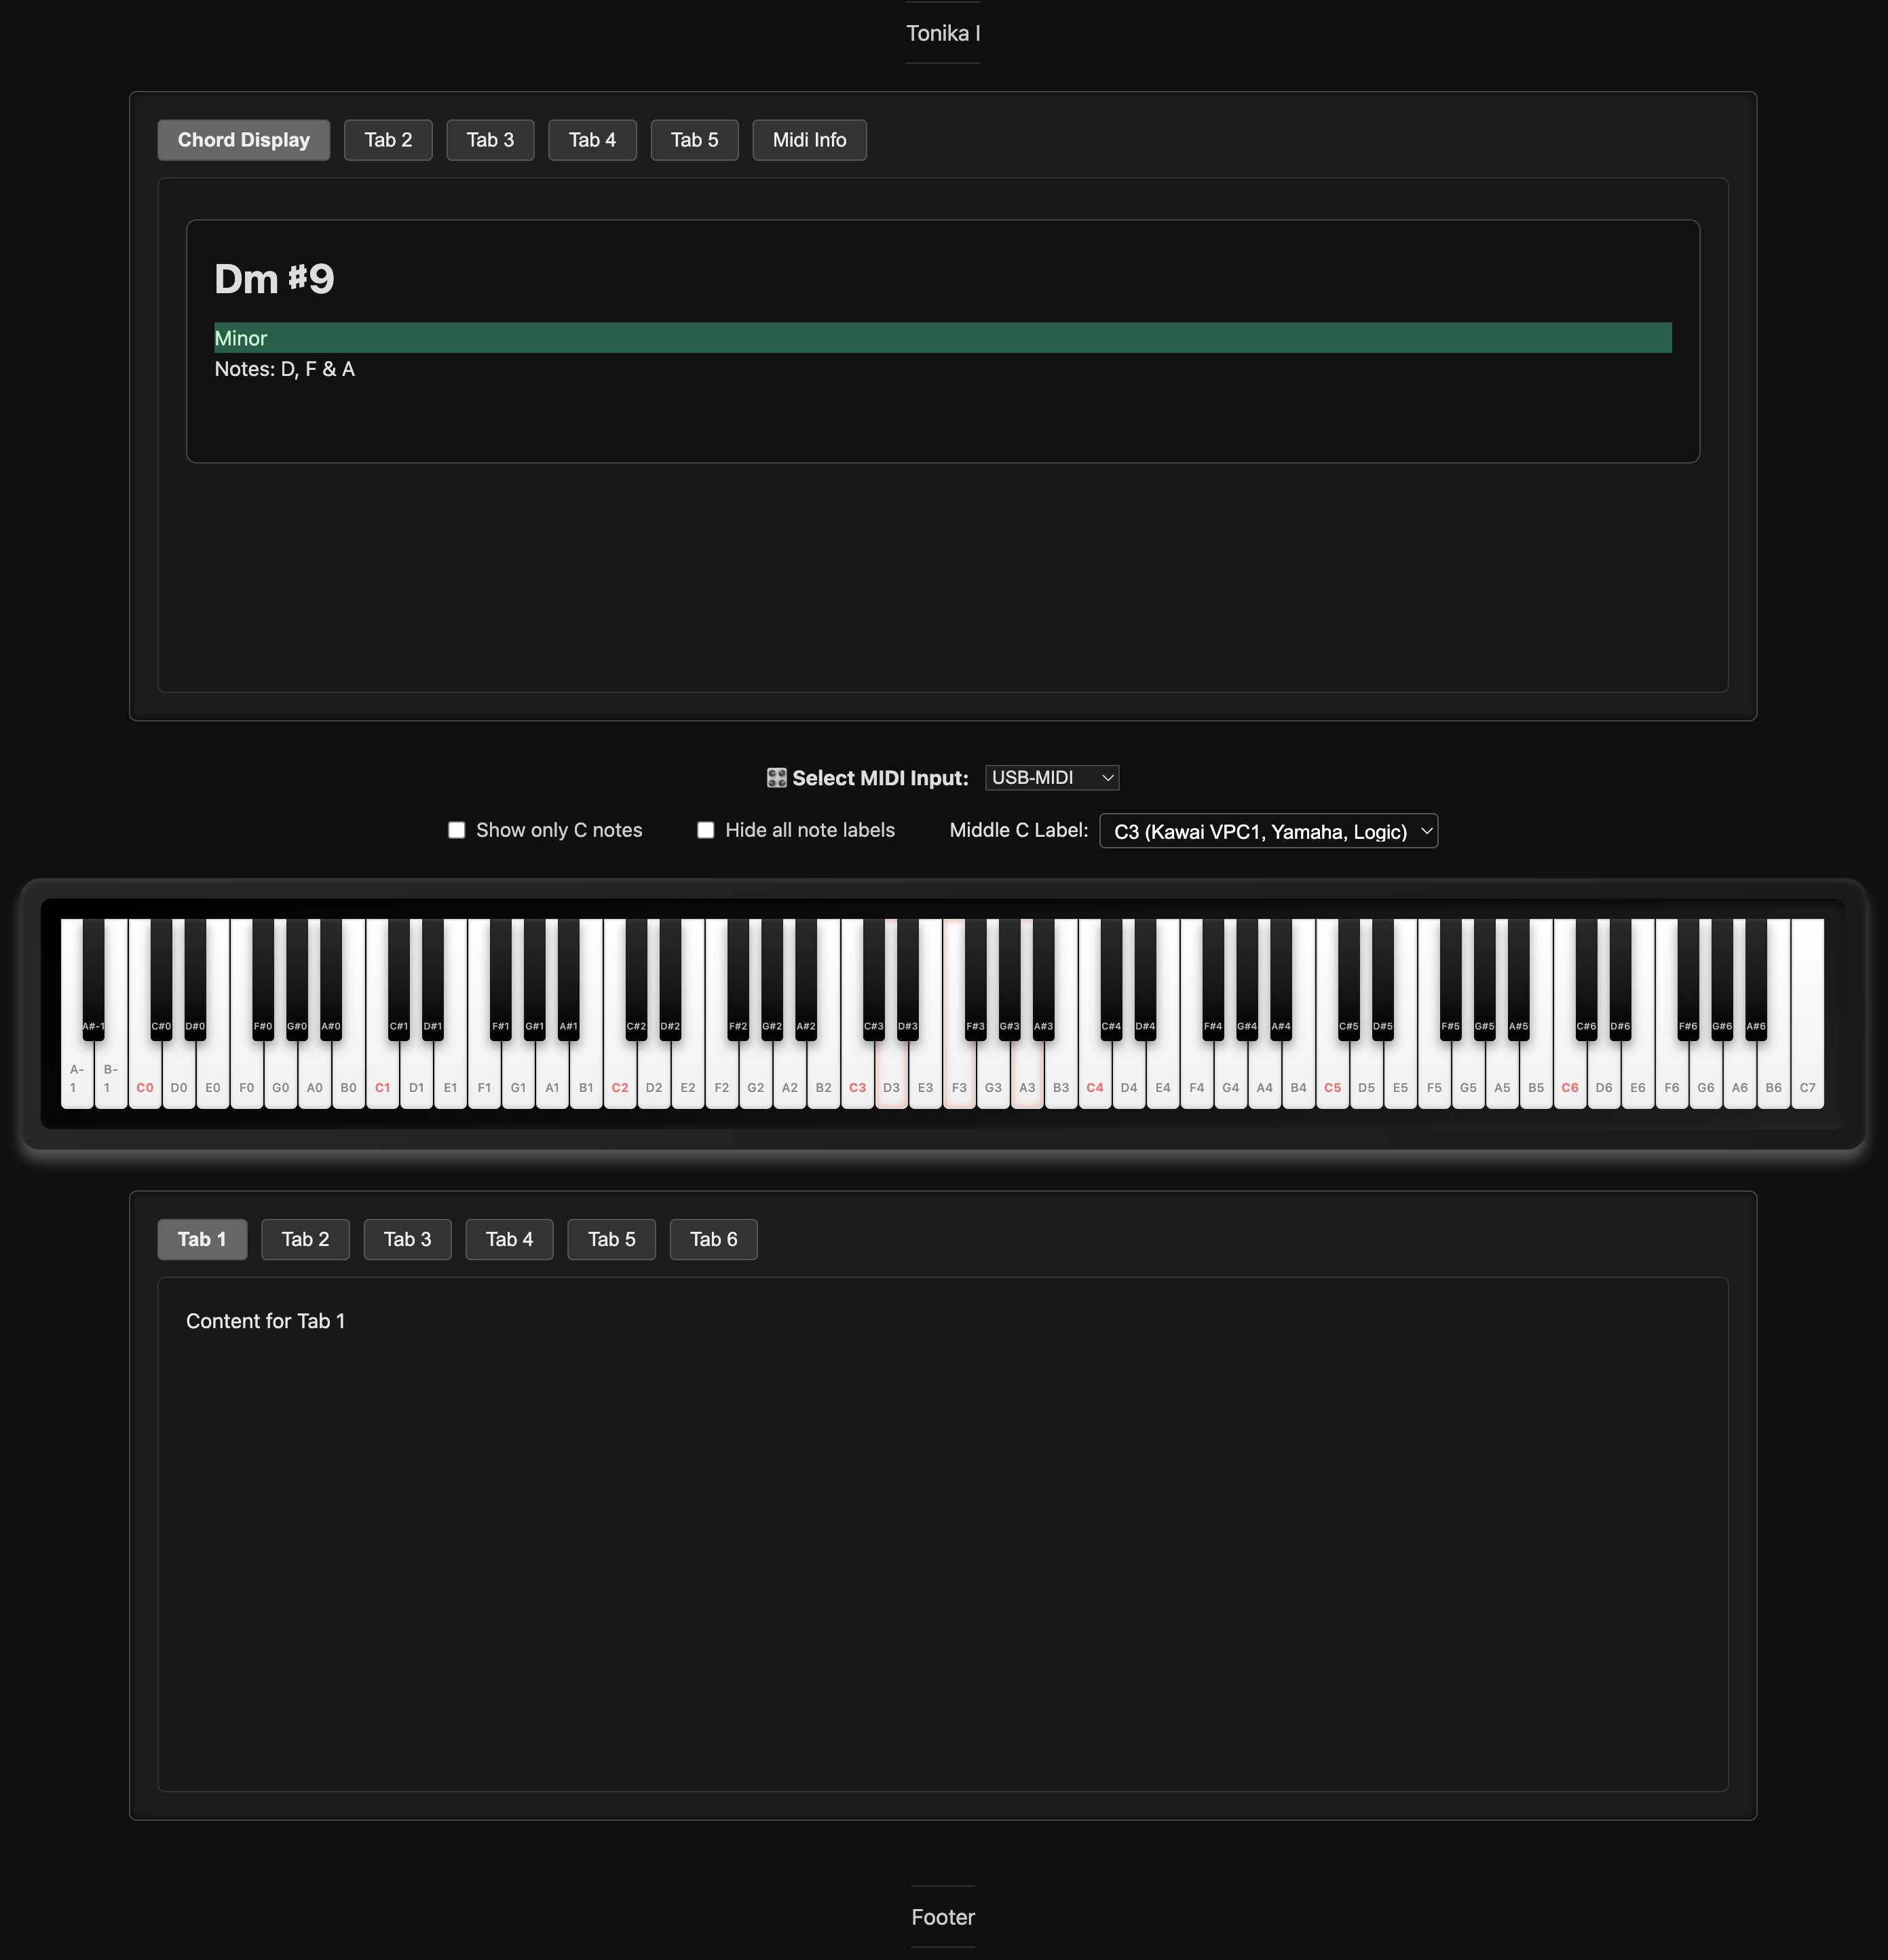 Tonika I
Chord Display Tab 2 Tab 3 Tab 4 Tab 5 Midi Info
Dm #9
Minor
Notes: D, F & A
Select MIDI Input: USB-MIDI
Show only C notes Hide all note labels Middle C Label: C3 (Kawai VPC1, Yamaha, Logic)
A#-1 C#0 D#0 F#0 G#0 A#0 C#1 D#1 F#1 G#1 A#1 C#2 D#2 F#2 G#2 A#2 C#3 D#3 F#3 G#3 A#3 C#4 D#4 F#4 G#4 A#4 C#5 D#5 F#5 G#5 A#5 C#6 D#6 F#6 G#6 A#6
A-1 B-1 C0 D0 E0 F0 G0 A0 B0 C1 D1 E1 F1 G1 A1 B1 C2 D2 E2 F2 G2 A2 B2 C3 D3 E3 F3 G3 A3 B3 C4 D4 E4 F4 G4 A4 B4 C5 D5 E5 F5 G5 A5 B5 C6 D6 E6 F6 G6 A6 B6 C7
Tab 1 Tab 2 Tab 3 Tab 4 Tab 5 Tab 6
Content for Tab 1
Footer